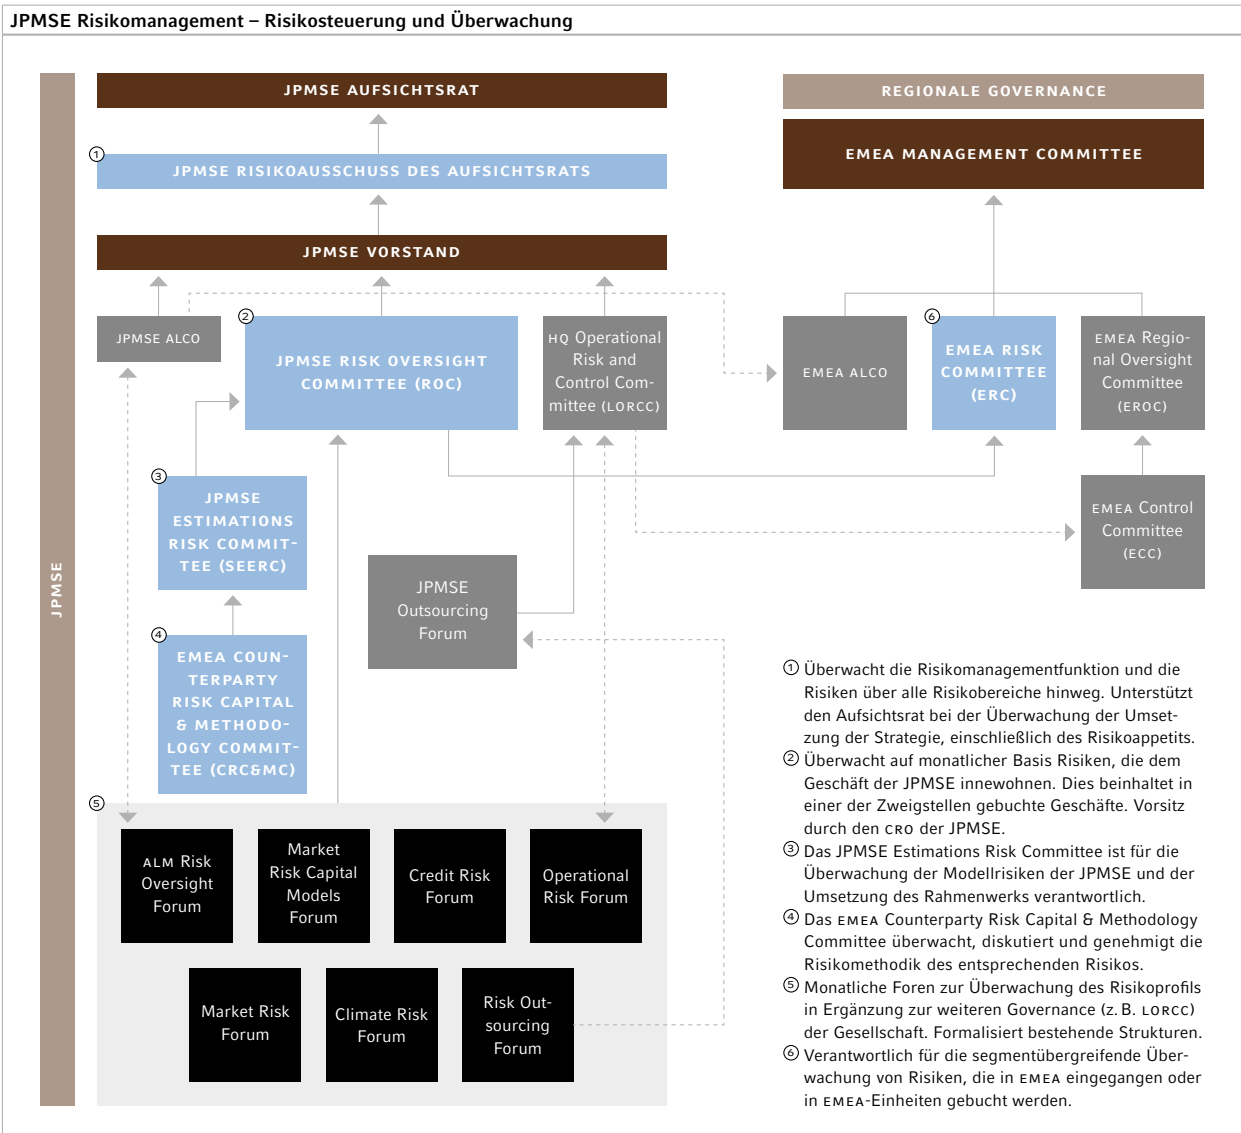 JPMSE Risikomanagement – Risikosteuerung und Überwachung
JPMSE
JPMSE AUFSICHTSRAT
REGIONALE GOVERNANCE
①
JPMSE RISIKOAUSSCHUSS DES AUFSICHTSRATS
EMEA MANAGEMENT COMMITTEE
JPMSE VORSTAND
JPMSE ALCO
②
JPMSE RISK OVERSIGHT
COMMITTEE (ROC)
HQ Operational
Risk and
Control Com-
mittee (LORCC)
EMEA ALCO
⑥
EMEA RISK
COMMITTEE
(ERC)
EMEA Regio-
nal Oversight
Committee
(EROC)
③
JPMSE
ESTIMATIONS
RISK COMMIT-
TEE (SEERC)
EMEA Control
Committee
(ECC)
JPMSE
Outsourcing
Forum
④
EMEA COUN-
TERPARTY
RISK CAPITAL
& METHODO-
LOGY COMMIT-
TEE (CRC&MC)
⑤
ALM Risk
Oversight
Forum
Market
Risk Capital
Models
Forum
Credit Risk
Forum
Operational
Risk Forum
Market Risk
Forum
Climate Risk
Forum
Risk Out-
sourcing
Forum
① Überwacht die Risikomanagementfunktion und die
Risiken über alle Risikobereiche hinweg. Unterstützt
den Aufsichtsrat bei der Überwachung der Umset-
zung der Strategie, einschließlich des Risikoappetits.
② Überwacht auf monatlicher Basis Risiken, die dem
Geschäft der JPMSE innewohnen. Dies beinhaltet in
einer der Zweigstellen gebuchte Geschäfte. Vorsitz
durch den CRO der JPMSE.
③ Das JPMSE Estimations Risk Committee ist für die
Überwachung der Modellrisiken der JPMSE und der
Umsetzung des Rahmenwerks verantwortlich.
④ Das EMEA Counterparty Risk Capital & Methodology
Committee überwacht, diskutiert und genehmigt die
Risikomethodik des entsprechenden Risikos.
⑤ Monatliche Foren zur Überwachung des Risikoprofils
in Ergänzung zur weiteren Governance (z. B. LORCC)
der Gesellschaft. Formalisiert bestehende Strukturen.
⑥ Verantwortlich für die segmentübergreifende Über-
wachung von Risiken, die in EMEA eingegangen oder
in EMEA-Einheiten gebucht werden.